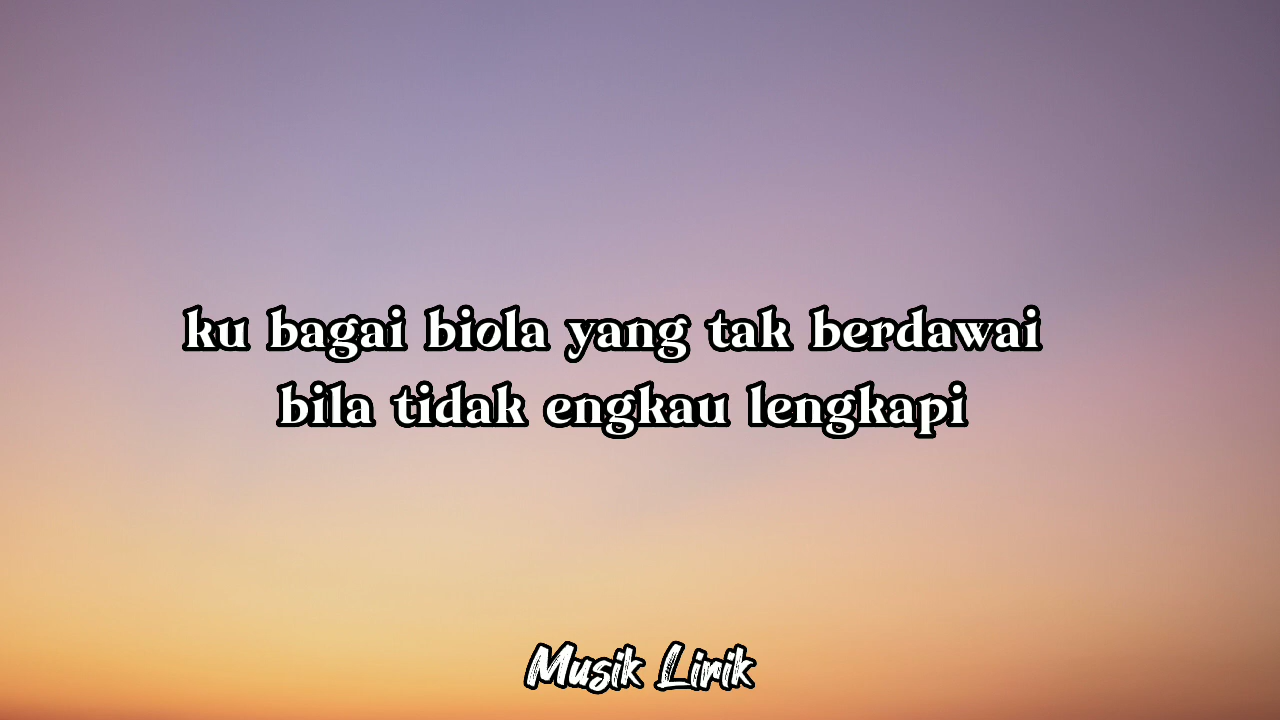 ku bagai biola yang tak berdawai
bila tidak engkau lengkapi
Musik Lirik